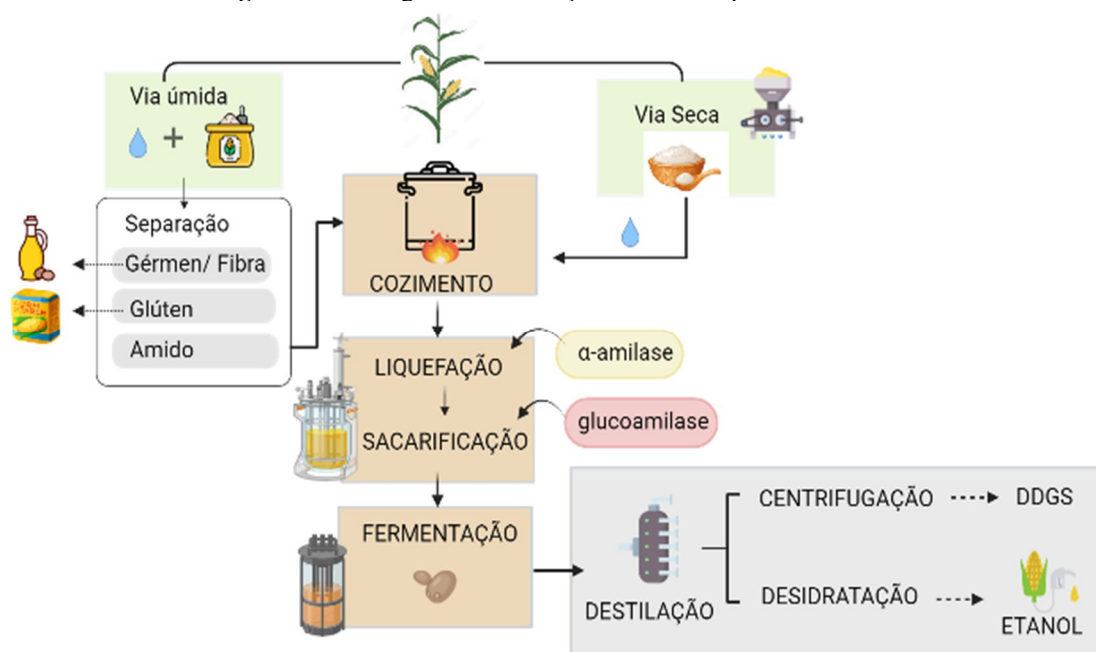 Via úmida
Via Seca
Separação
Gérmen/ Fibra
Glúten
Amido
COZIMENTO
LIQUEFAÇÃO
α-amilase
SACARIFICAÇÃO
glucoamilase
FERMENTAÇÃO
DESTILAÇÃO
CENTRIFUGAÇÃO
DDGS
DESIDRATAÇÃO
ETANOL